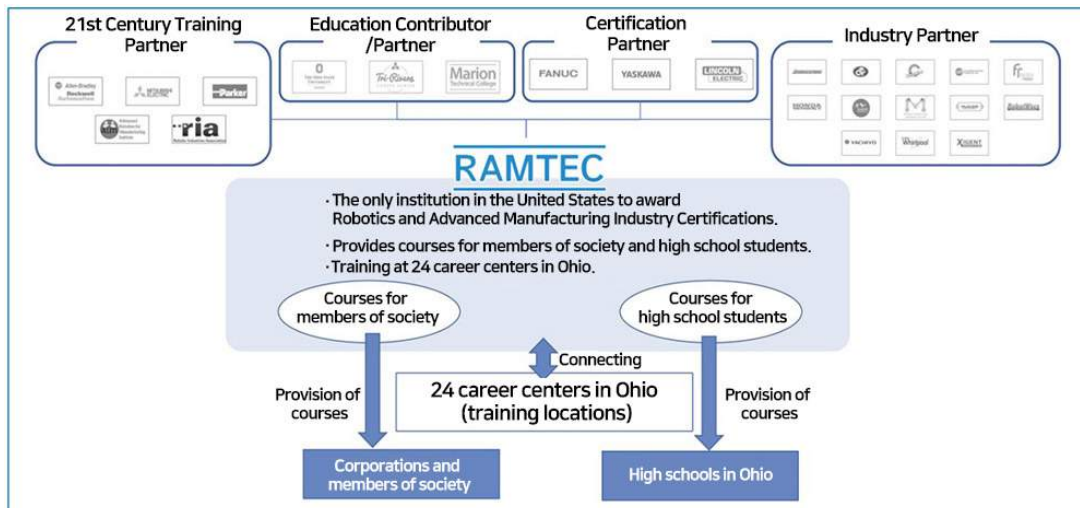 21st Century Training
Partner
Education Contributor
/Partner
Certification
Partner
Industry Partner
Allen-Bradley
Rockwell
MITSUBISHI
ELECTRIC
Parker
ria
Tri-Rivers
Marion
Technical College
FANUC
YASKAWA
LINCOLN
ELECTRIC
HONDA
Whirlpool
RAMTEC
· The only institution in the United States to award
Robotics and Advanced Manufacturing Industry Certifications.
· Provides courses for members of society and high school students.
· Training at 24 career centers in Ohio.
Courses for
members of society
Courses for
high school students
Connecting
Provision of
courses
24 career centers in Ohio
(training locations)
Provision of
courses
Corporations and
members of society
High schools in Ohio